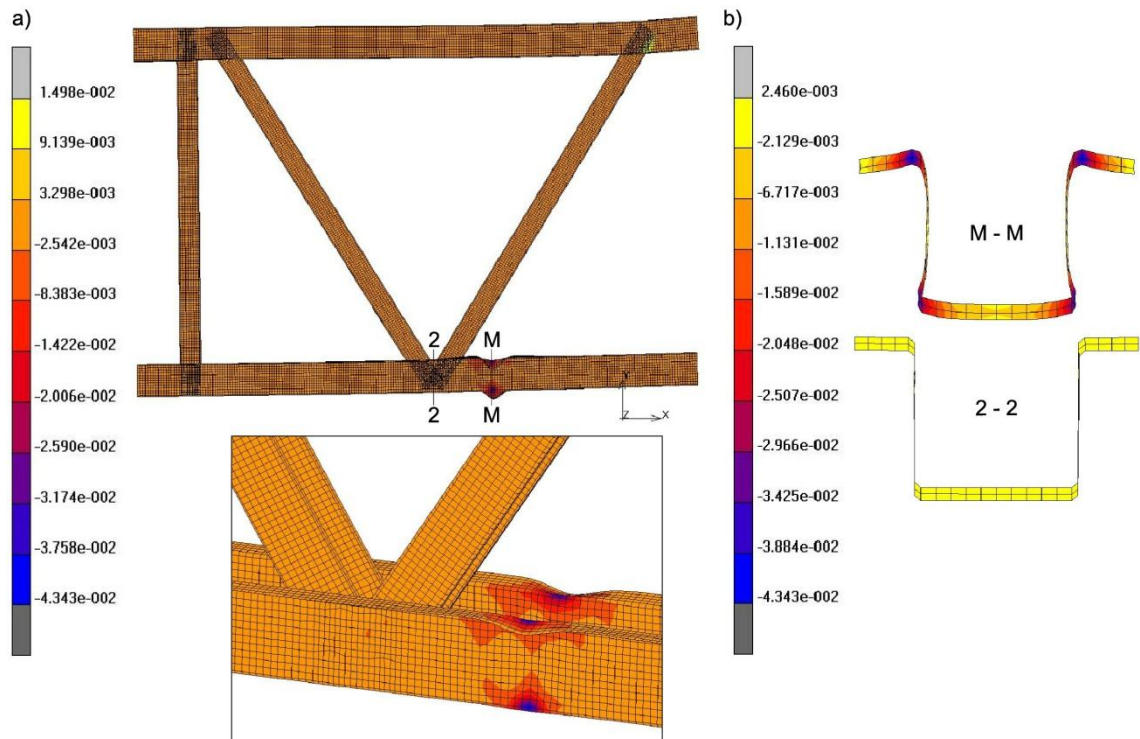 a)
1.498e-002
9.139e-003
3.298e-003
-2.542e-003
-8.383e-003
-1.422e-002
-2.006e-002
-2.590e-002
-3.174e-002
-3.758e-002
-4.343e-002
2
M
2
M
Y
Z
X
b)
2.460e-003
-2.129e-003
-6.717e-003
-1.131e-002
-1.589e-002
-2.048e-002
-2.507e-002
-2.966e-002
-3.425e-002
-3.884e-002
-4.343e-002
M - M
2 - 2